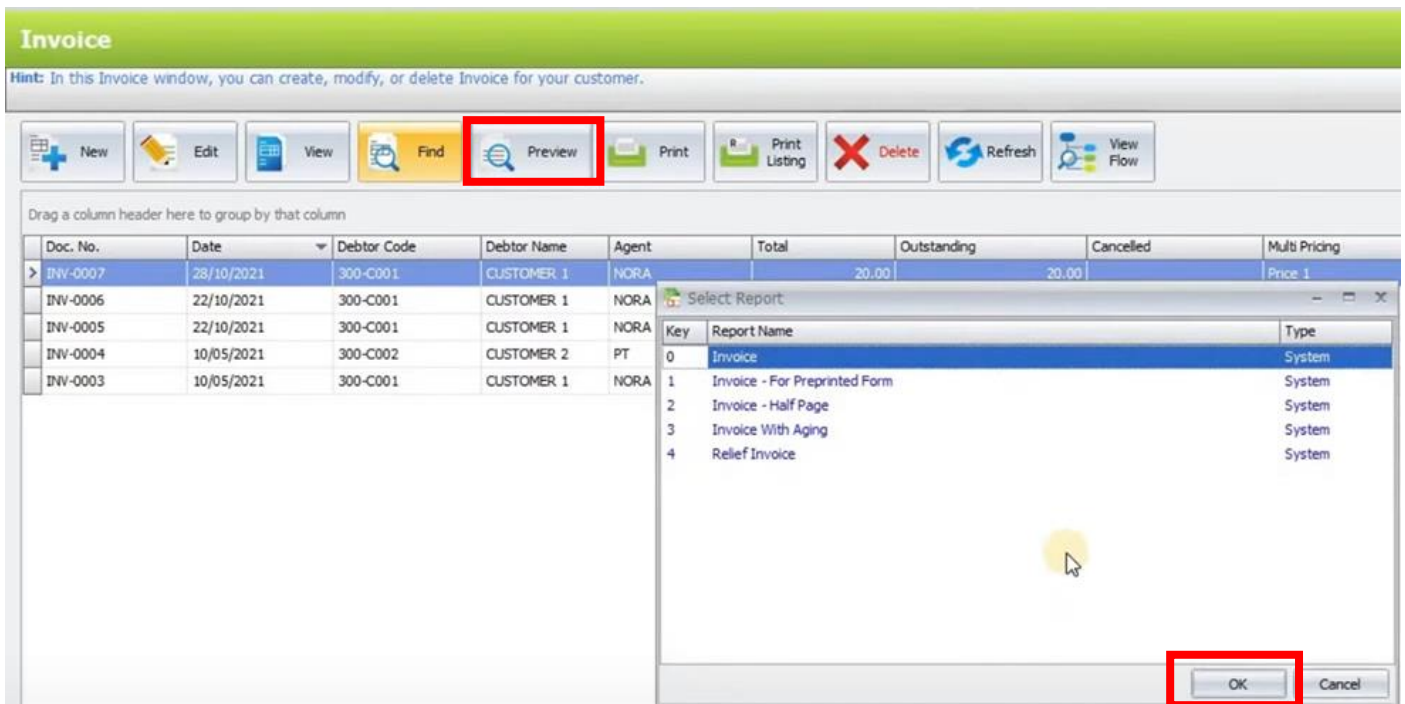 Invoice
Hint: In this Invoice window, you can create, modify, or delete Invoice for your customer.
New Edit View Find Preview Print Print Listing Delete Refresh View Flow
Drag a column header here to group by that column
Doc. No. Date Debtor Code Debtor Name Agent Total Outstanding Cancelled Multi Pricing
INV-0007 28/10/2021 300-C001 CUSTOMER 1 NORA 20.00 20.00 Price 1
INV-0006 22/10/2021 300-C001 CUSTOMER 1 NORA
INV-0005 22/10/2021 300-C001 CUSTOMER 1 NORA
INV-0004 10/05/2021 300-C002 CUSTOMER 2 PT
INV-0003 10/05/2021 300-C001 CUSTOMER 1 NORA
Select Report
Key Report Name Type
0 Invoice System
1 Invoice - For Preprinted Form System
2 Invoice - Half Page System
3 Invoice With Aging System
4 Relief Invoice System
OK Cancel